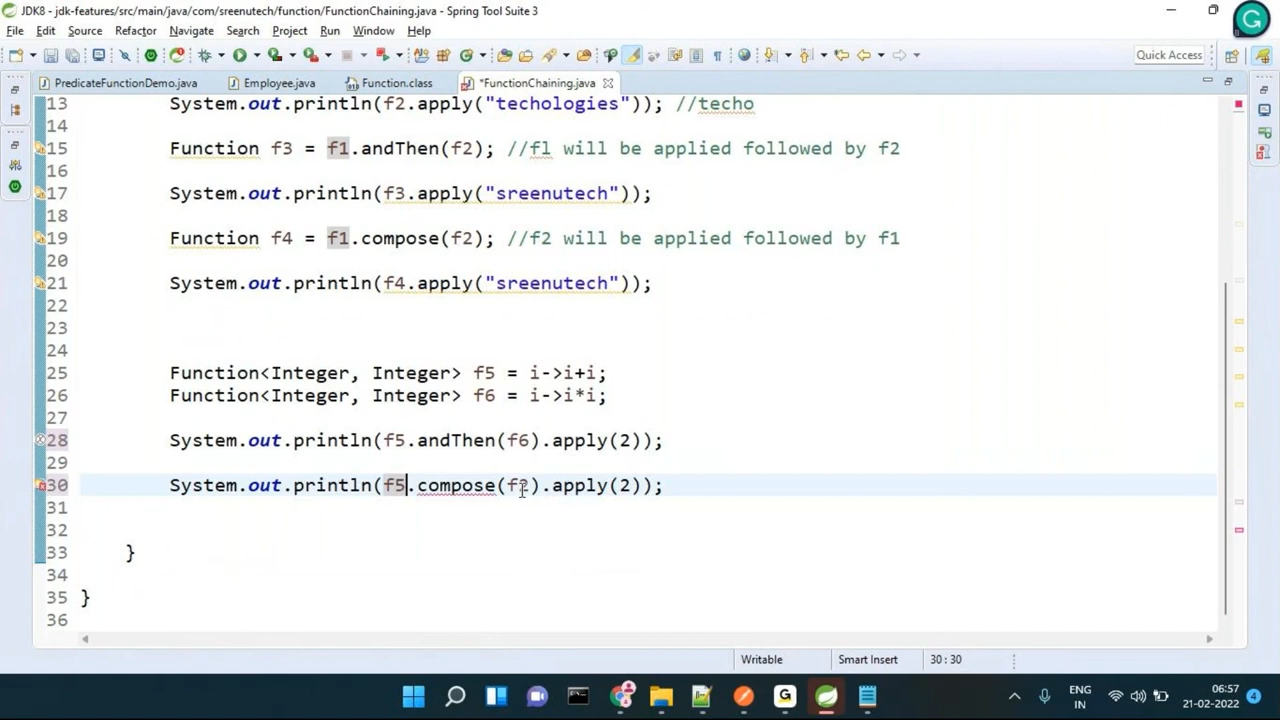 JDK8 - jdk-features/src/main/java/com/sreenutech/function/FunctionChaining.java - Spring Tool Suite 3
File Edit Source Refactor Navigate Search Project Run Window Help
Quick Access
PredicateFunctionDemo.java Employee.java Function.class *FunctionChaining.java
13 System.out.println(f2.apply("techologies")); //techo
14
15 Function f3 = f1.andThen(f2); //fl will be applied followed by f2
16
17 System.out.println(f3.apply("sreenutech"));
18
19 Function f4 = f1.compose(f2); //f2 will be applied followed by f1
20
21 System.out.println(f4.apply("sreenutech"));
22
23
24
25 Function<Integer, Integer> f5 = i->i+i;
26 Function<Integer, Integer> f6 = i->i*i;
27
28 System.out.println(f5.andThen(f6).apply(2));
29
30 System.out.println(f5.compose(f2).apply(2));
31
32
33 }
34
35 }
36
Writable Smart Insert 30 : 30
ENG 06:57
IN 21-02-2022 4